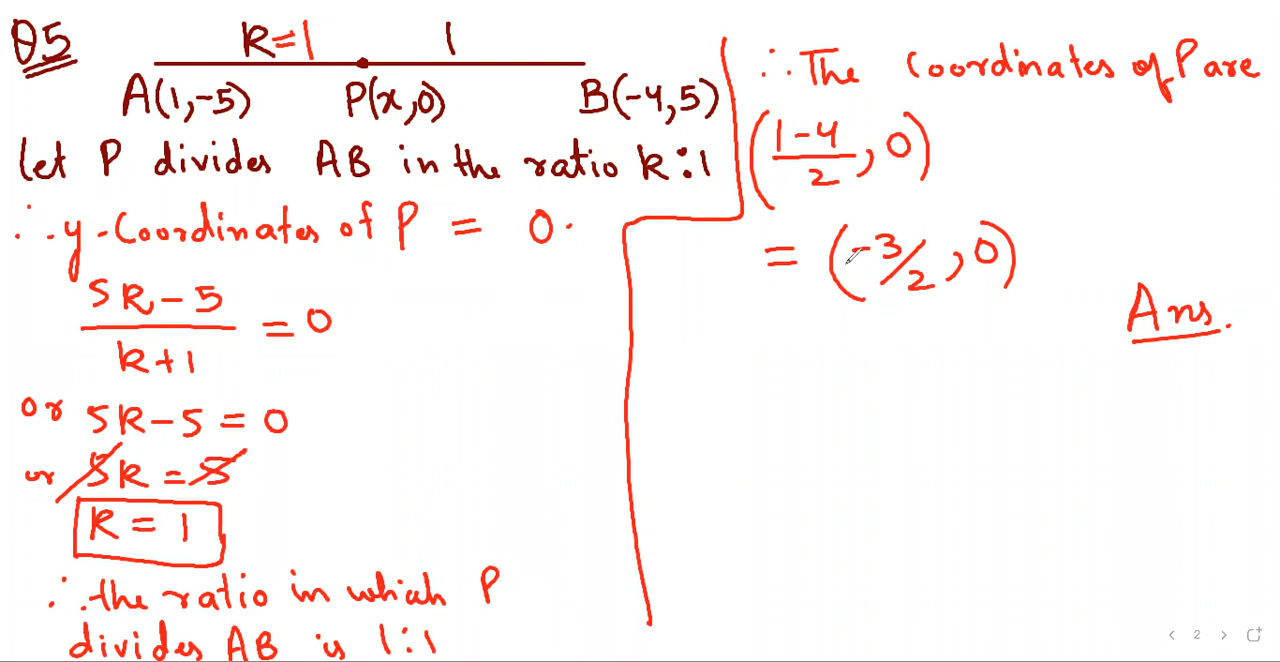 Q5
K=1 1
A(1,-5) P(x,0) B(-4,5)
let P divides AB in the ratio K:1
∴ y-Coordinates of P = 0.
5K-5
K+1
= 0
or 5K-5 = 0
or 5K = 5
K = 1
∴ the ratio in which P
divides AB is 1:1
∴ The Coordinates of P are
(1-4/2, 0)
= (-3/2, 0)
Ans.
2